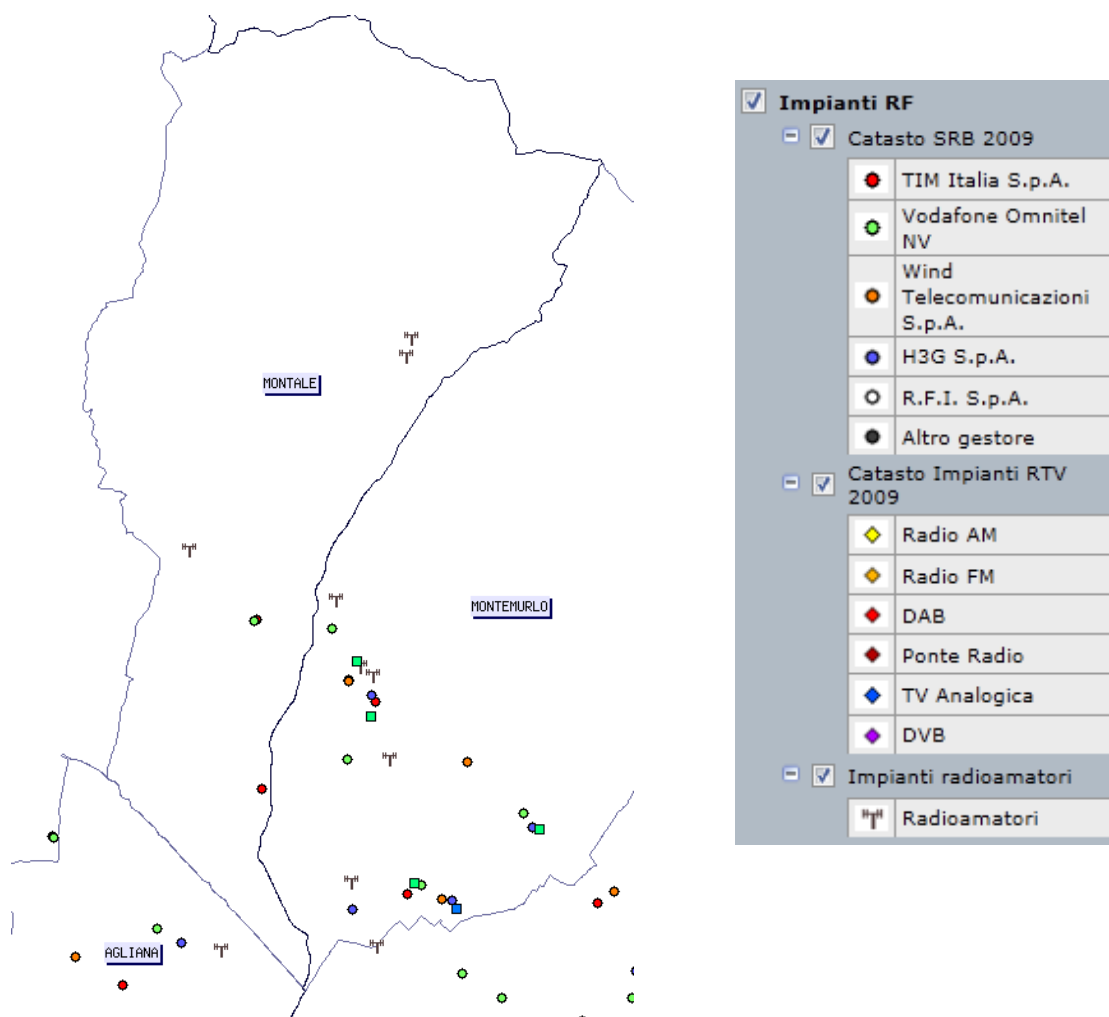 MONTALE
MONTEMURLO
AGLIANA
Impianti RF
Catasto SRB 2009
TIM Italia S.p.A.
Vodafone Omnitel
NV
Wind
Telecomunicazioni
S.p.A.
H3G S.p.A.
R.F.I. S.p.A.
Altro gestore
Catasto Impianti RTV
2009
Radio AM
Radio FM
DAB
Ponte Radio
TV Analogica
DVB
Impianti radioamatori
Radioamatori